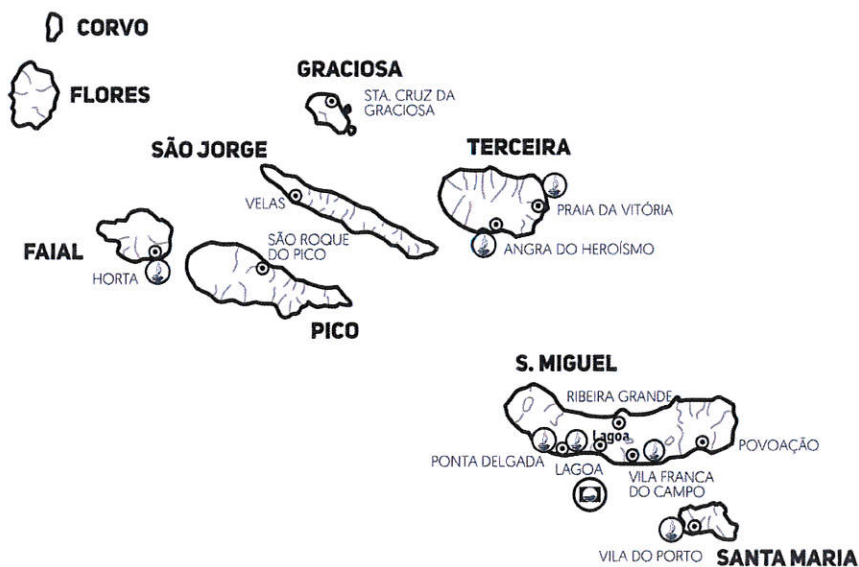 CORVO
FLORES
GRACIOSA
STA. CRUZ DA
GRACIOSA
SÃO JORGE
VELAS
TERCEIRA
PRAIA DA VITÓRIA
ANGRA DO HEROÍSMO
FAIAL
HORTA
SÃO ROQUE
DO PICO
PICO
S. MIGUEL
RIBEIRA GRANDE
Lagoa
PONTA DELGADA
LAGOA
VILA FRANCA
DO CAMPO
POVOAÇÃO
VILA DO PORTO
SANTA MARIA